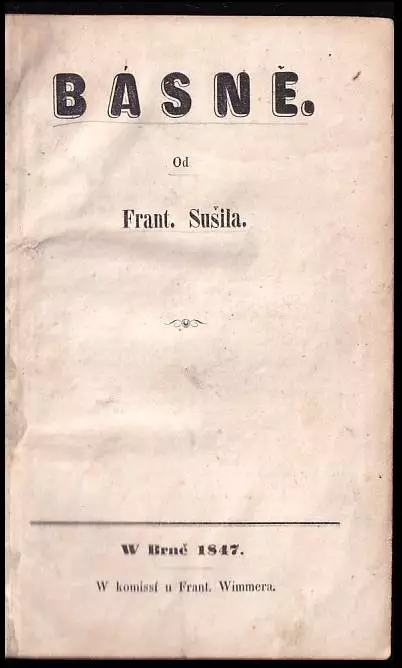 BÁSNĚ.
Od
Frant. Sušila.
W Brně 1847.
W komissí u Frant. Wimmera.